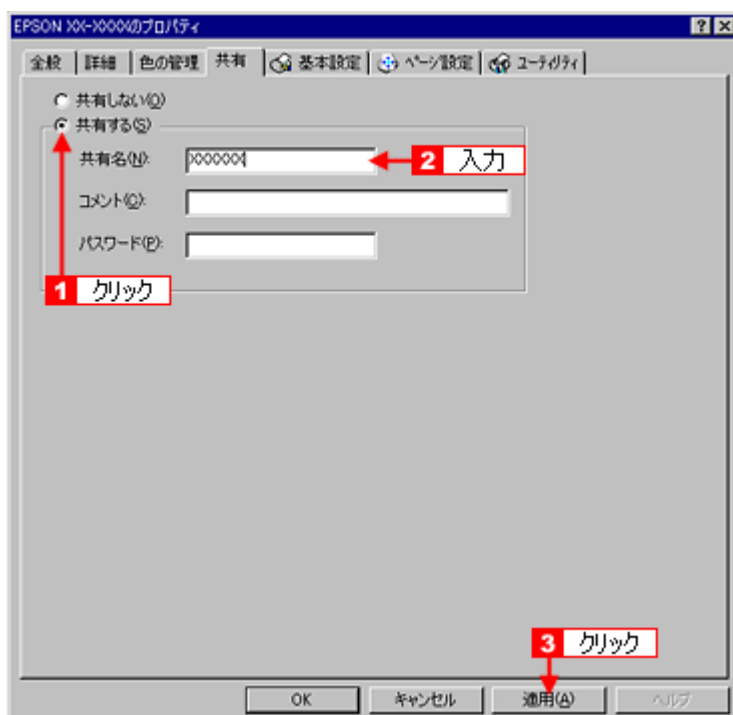 EPSON XX-XXXXのプロパティ
全般 詳細 色の管理 共有 基本設定 ページ設定 ユーティリティ
共有しない(O)
共有する(S)
共有名(N): XXXXXXX 2 入力
コメント(C):
パスワード(P):
1 クリック
3 クリック
OK キャンセル 適用(A) ヘルプ